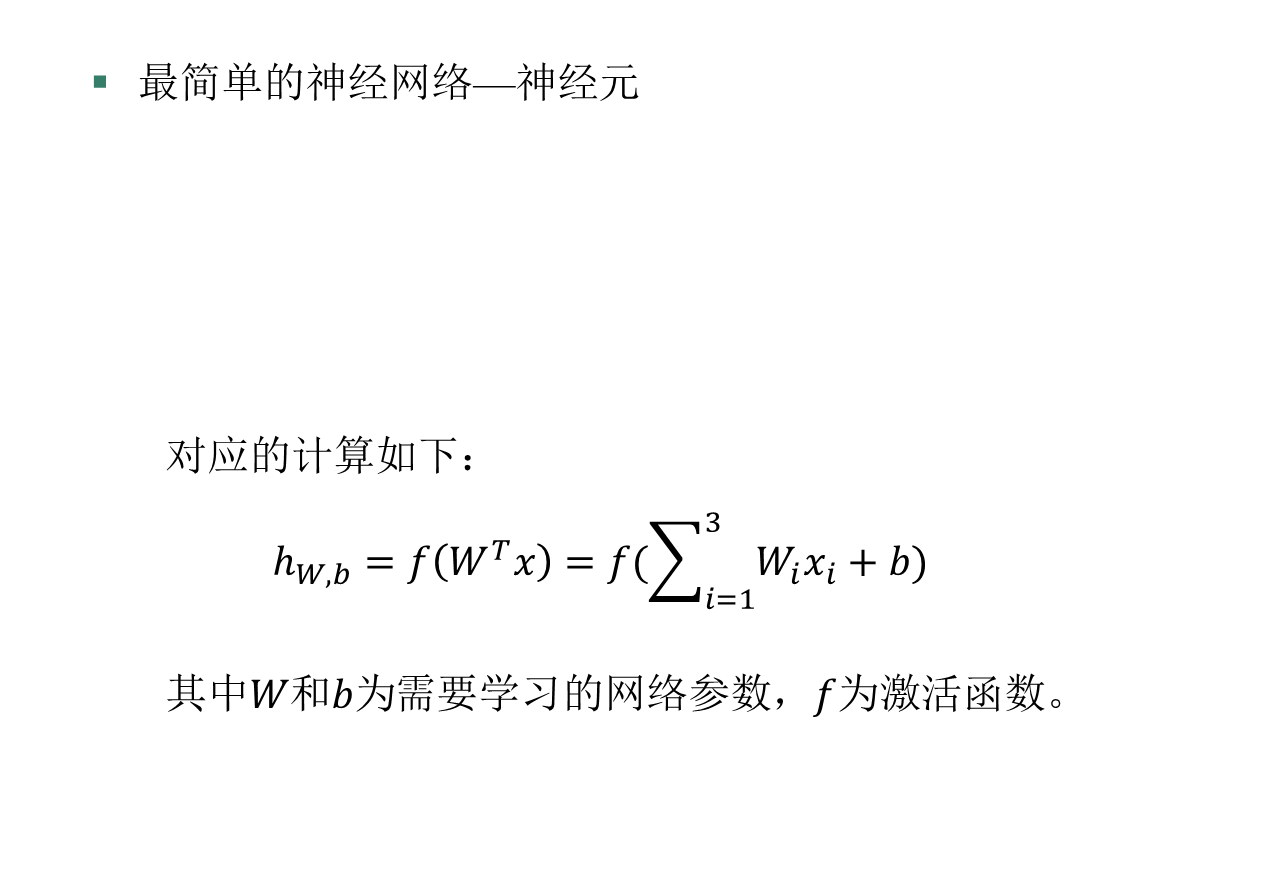 ▪ 最简单的神经网络—神经元
对应的计算如下：
$h_{W,b} = f(W^T x) = f(\sum_{i=1}^{3} W_i x_i + b)$
其中W和b为需要学习的网络参数，f为激活函数。